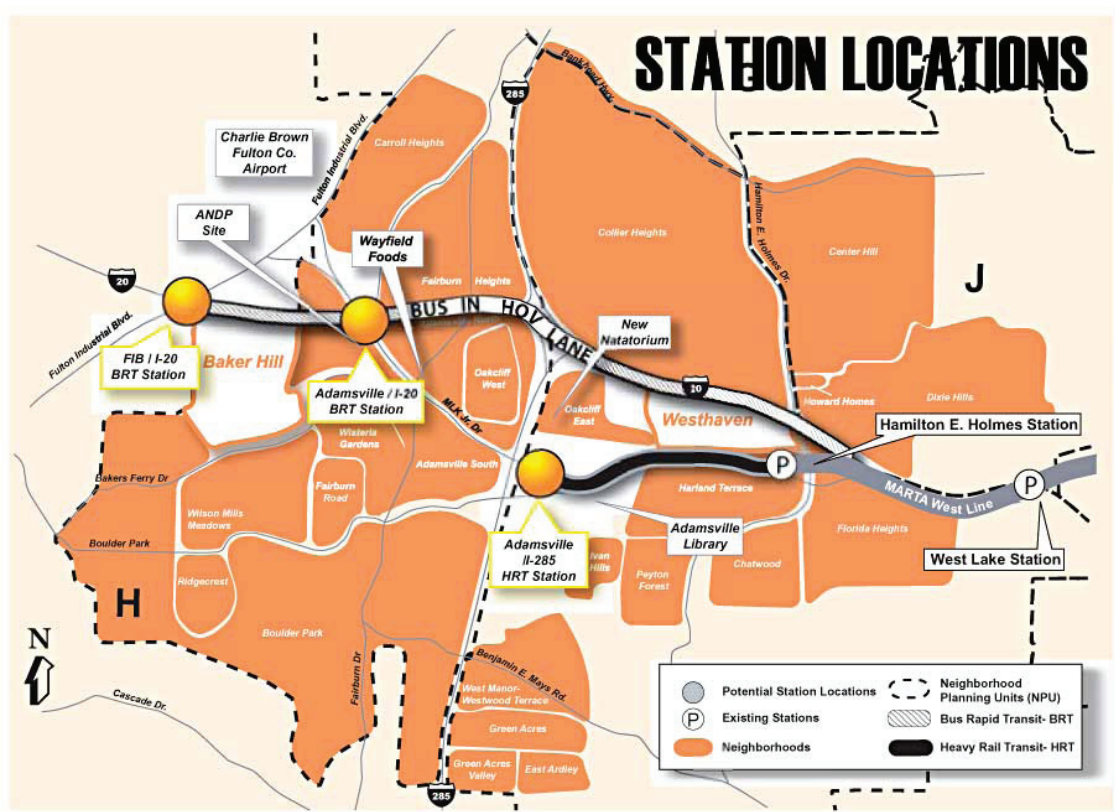 STATION LOCATIONS
Bankhead Hwy.
285
Fulton Industrial Blvd.
Charlie Brown
Fulton Co.
Airport
Carroll Heights
Hamilton E. Holmes Dr.
ANDP
Site
Wayfield
Foods
Collier Heights
Center Hill
J
20
Fairburn Heights
BUS IN HOV LANE
New
Natatorium
Fulton Industrial Blvd.
FIB / I-20
BRT Station
Baker Hill
Adamsville / I-20
BRT Station
Oakcliff
West
MLK Jr. Dr
Oakcliff
East
20
Westhaven
Howard Homes
Dixie Hills
Hamilton E. Holmes Station
Wisteria
Gardens
Adamsville South
P
Bakers Ferry Dr
Fairburn
Road
Harland Terrace
MARTA West Line
P
Wilson Mills
Meadows
Adamsville
Library
Florida Heights
West Lake Station
Boulder Park
Adamsville
/I-285
HRT Station
Ivan
Hills
Peyton
Forest
Chatwood
Ridgecrest
H
Boulder Park
N
Benjamin E. Mays Rd.
Cascade Dr.
Fairburn Dr
West Manor-
Westwood Terrace
Green Acres
Green Acres
Valley
East Ardley
285
Potential Station Locations
P Existing Stations
Neighborhoods
Neighborhood
Planning Units (NPU)
Bus Rapid Transit- BRT
Heavy Rail Transit- HRT